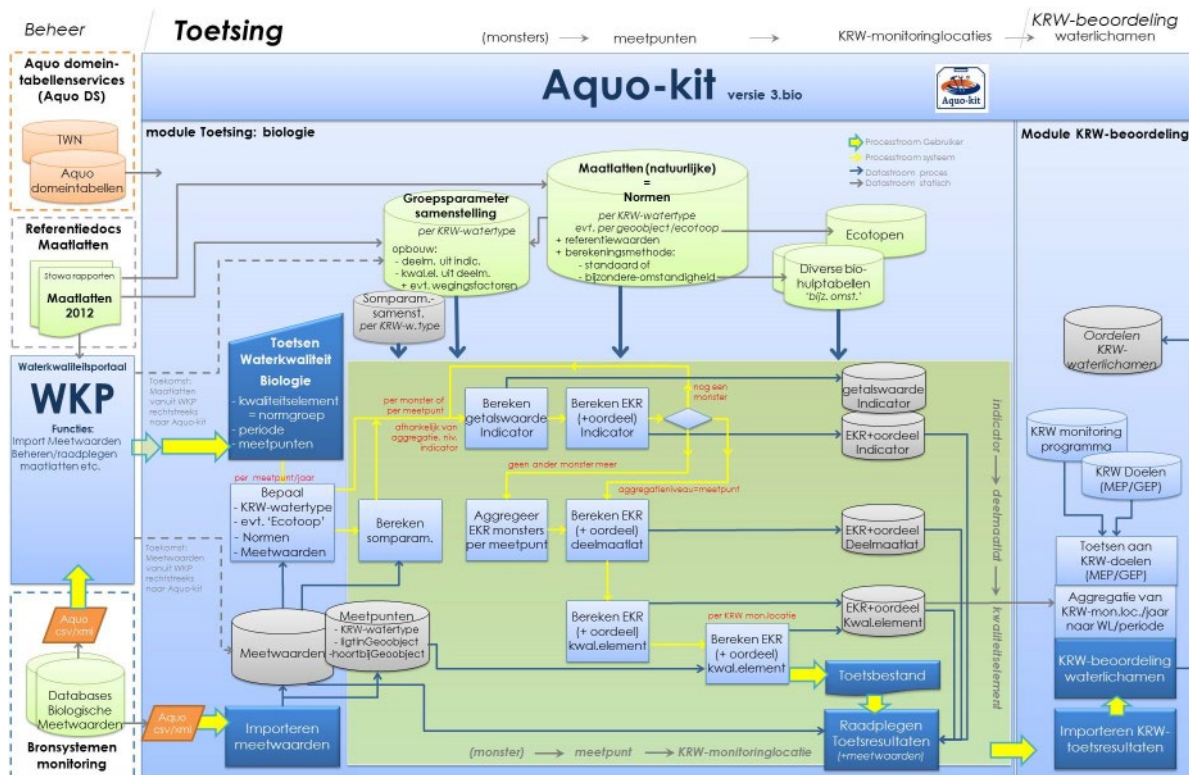 Beheer
Toetsing
(monsters)
meetpunten
KRW-monitoringlocaties
KRW-beoordeling
waterlichamen
Aquo domein-
tabellenservices
(Aquo DS)
TWN
Aquo
domeintabellen
Aquo-kit versie 3.bio
Aquo-kit
module Toetsing: biologie
Module KRW-beoordeling
Processtroom Gebruiker
Processtroom systeem
Datastroom proces
Datastroom statisch
Maatlatten (natuurlijke)
=
Normen
per KRW-watertype
evt. per geoobject/ecotoop
+ referentiewaarden
+ berekeningsmethode:
- standaard of
- bijzondere-omstandigheid
Groepsparameter
samenstelling
per KRW-watertype
opbouw:
- deelm. uit indic.
- kwal.el. uit deelm.
+ evt. wegingsfactoren
Ecotopen
Diverse bio-
hulptabellen
'bijz. omst.'
Referentiedocs
Maatlatten
Stowa rapporten
Maatlatten
2012
Somparam.-
samenst.
per KRW-w.type
Waterkwaliteitsportaal
WKP
Functies:
Import Meetwaarden
Beheren/raadplegen
maatlatten etc.
Toekomst:
Maatlatten
vanuit WKP
rechtstreeks
naar Aquo-kit
Toetsen
Waterkwaliteit
Biologie
- kwaliteitselement
= normgroep
- periode
- meetpunten
per monster of
per meetpunt
afhankelijk van
aggregatie. niv.
indicator
Bereken
getalswaarde
Indicator
Bereken EKR
(+oordeel)
Indicator
nog een
monster
getalswaarde
Indicator
EKR+oordeel
Indicator
Oordelen
KRW-
waterlichamen
KRW monitoring
programma
KRW Doelen
(MEP/GEP)
per meetpunt/jaar
Bepaal
- KRW-watertype
- evt. 'Ecotoop'
- Normen
- Meetwaarden
Bereken
somparam.
geen ander monster meer
aggregatieniveau=meetpunt
Aggregeer
EKR monsters
per meetpunt
Bereken EKR
(+ oordeel)
deelmaatlat
EKR+oordeel
Deelmaatlat
indicator
deelmaatlat
kwaliteitselement
Toetsen aan
KRW-doelen
(MEP/GEP)
Aggregatie van
KRW-mon.loc./jaar
naar WL/periode
KRW-beoordeling
waterlichamen
Importeren KRW-
toetsresultaten
Toekomst:
Meetwaarden
vanuit WKP
rechtstreeks
naar Aquo-kit
Aquo
csv/xml
Databases
Biologische
Meetwaarden
Bronsystemen
monitoring
Aquo
csv/xml
Importeren
meetwaarden
Meetwaarden
Meetpunten
- KRW-watertype
- ligtInGeoobject
-hoortbijGeoobject
Bereken EKR
(+ oordeel)
kwal.element
per KRW mon.locatie
Bereken EKR
(+ oordeel)
kwal.element
EKR+oordeel
Kwal.element
Toetsbestand
Raadplegen
Toetsresultaten
(+meetwaarden)
(monster)
meetpunt
KRW-monitoringlocatie